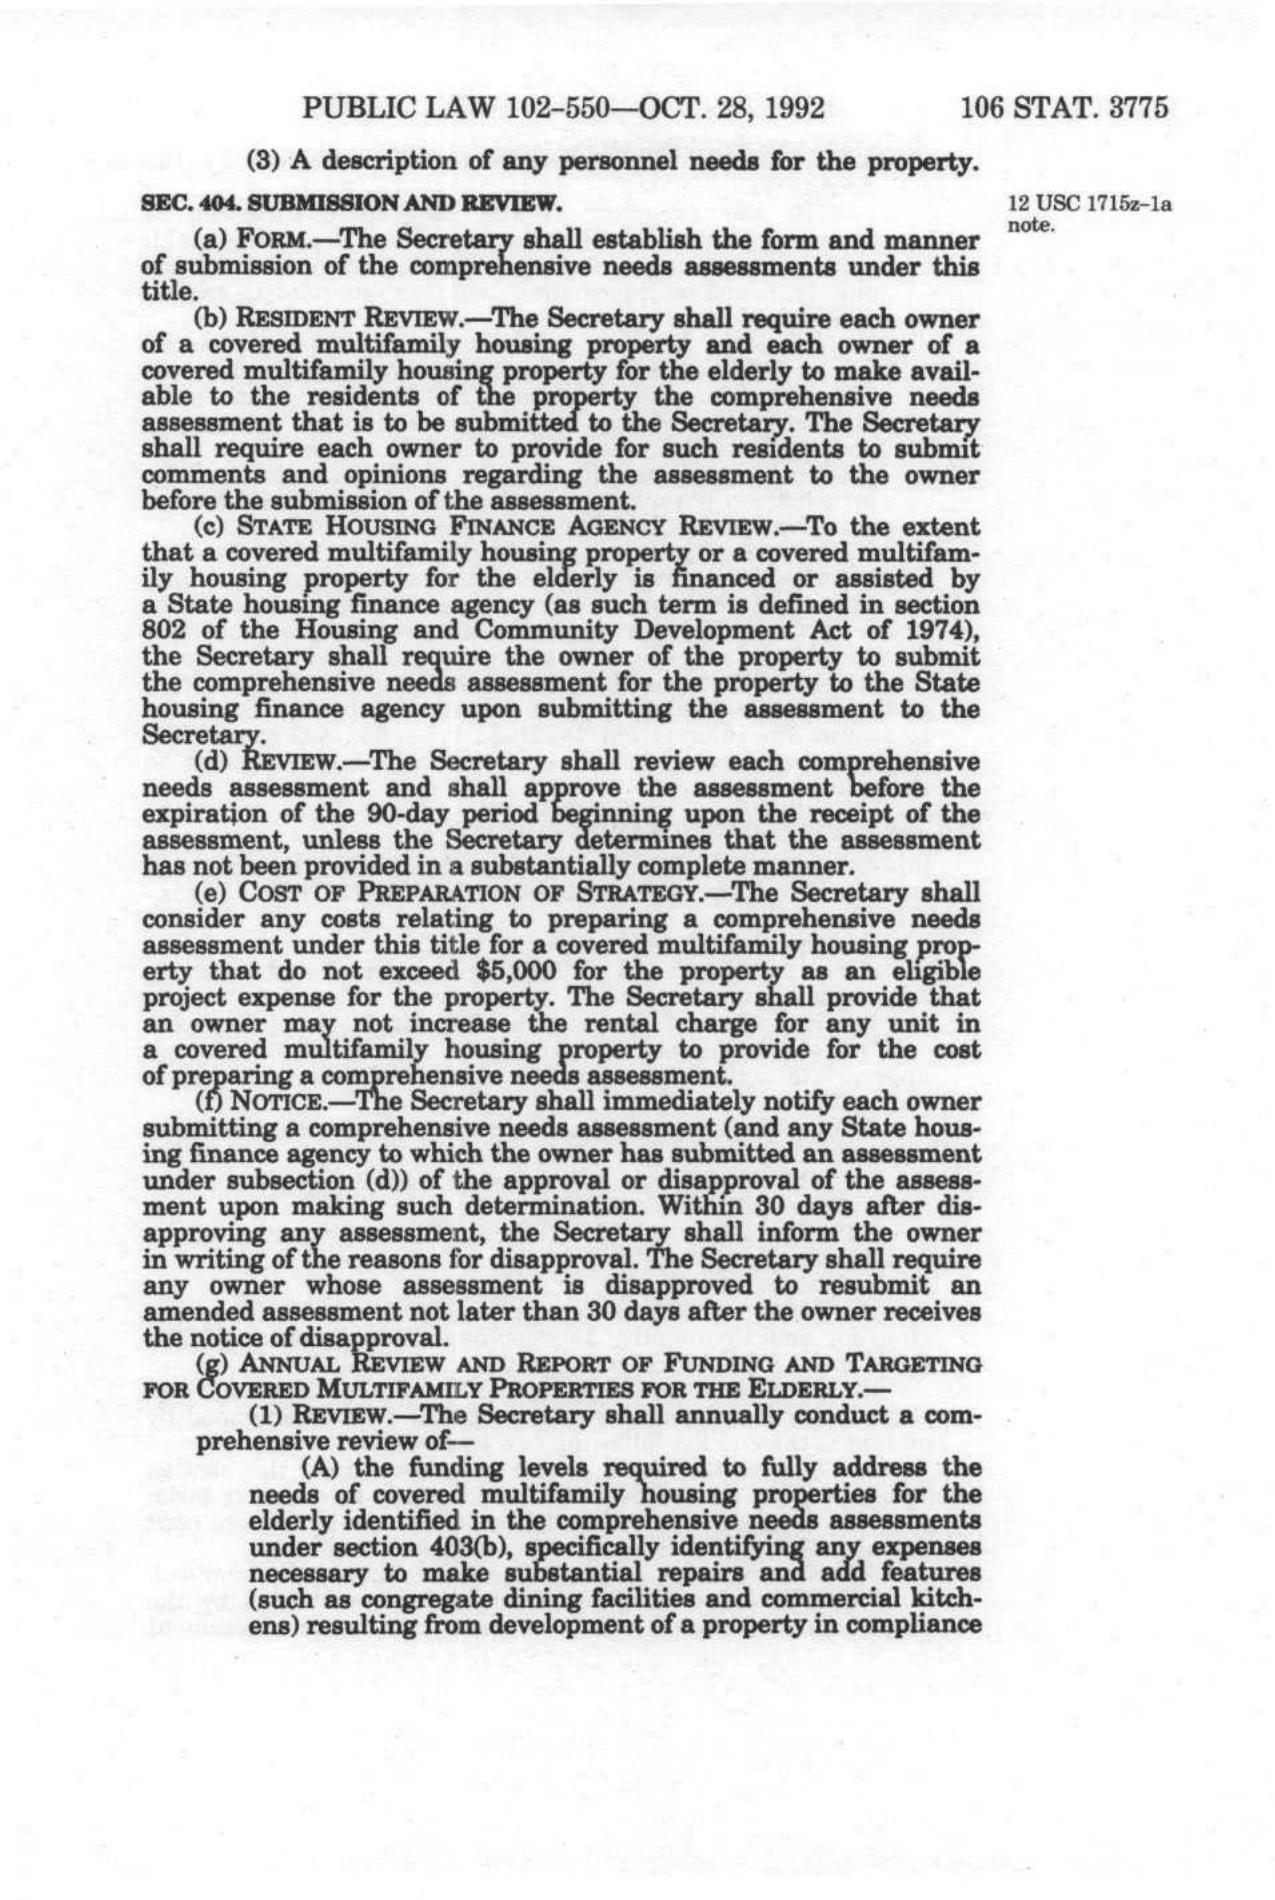 PUBLIC LAW 102–550—OCT. 28, 1992 106 STAT. 3775
(3) A description of any personnel needs for the property.
SEC. 404. SUBMISSION AND REVIEW.
12 USC 1715z–1a
note.
(a) FORM.—The Secretary shall establish the form and manner
of submission of the comprehensive needs assessments under this
title.
(b) RESIDENT REVIEW.—The Secretary shall require each owner
of a covered multifamily housing property and each owner of a
covered multifamily housing property for the elderly to make avail-
able to the residents of the property the comprehensive needs
assessment that is to be submitted to the Secretary. The Secretary
shall require each owner to provide for such residents to submit
comments and opinions regarding the assessment to the owner
before the submission of the assessment.
(c) STATE HOUSING FINANCE AGENCY REVIEW.—To the extent
that a covered multifamily housing property or a covered multifam-
ily housing property for the elderly is financed or assisted by
a State housing finance agency (as such term is defined in section
802 of the Housing and Community Development Act of 1974),
the Secretary shall require the owner of the property to submit
the comprehensive needs assessment for the property to the State
housing finance agency upon submitting the assessment to the
Secretary.
(d) REVIEW.—The Secretary shall review each comprehensive
needs assessment and shall approve the assessment before the
expiration of the 90-day period beginning upon the receipt of the
assessment, unless the Secretary determines that the assessment
has not been provided in a substantially complete manner.
(e) COST OF PREPARATION OF STRATEGY.—The Secretary shall
consider any costs relating to preparing a comprehensive needs
assessment under this title for a covered multifamily housing prop-
erty that do not exceed $5,000 for the property as an eligible
project expense for the property. The Secretary shall provide that
an owner may not increase the rental charge for any unit in
a covered multifamily housing property to provide for the cost
of preparing a comprehensive needs assessment.
(f) NOTICE.—The Secretary shall immediately notify each owner
submitting a comprehensive needs assessment (and any State hous-
ing finance agency to which the owner has submitted an assessment
under subsection (d)) of the approval or disapproval of the assess-
ment upon making such determination. Within 30 days after dis-
approving any assessment, the Secretary shall inform the owner
in writing of the reasons for disapproval. The Secretary shall require
any owner whose assessment is disapproved to resubmit an
amended assessment not later than 30 days after the owner receives
the notice of disapproval.
(g) ANNUAL REVIEW AND REPORT OF FUNDING AND TARGETING
FOR COVERED MULTIFAMILY PROPERTIES FOR THE ELDERLY.—
(1) REVIEW.—The Secretary shall annually conduct a com-
prehensive review of—
(A) the funding levels required to fully address the
needs of covered multifamily housing properties for the
elderly identified in the comprehensive needs assessments
under section 403(b), specifically identifying any expenses
necessary to make substantial repairs and add features
(such as congregate dining facilities and commercial kitch-
ens) resulting from development of a property in compliance